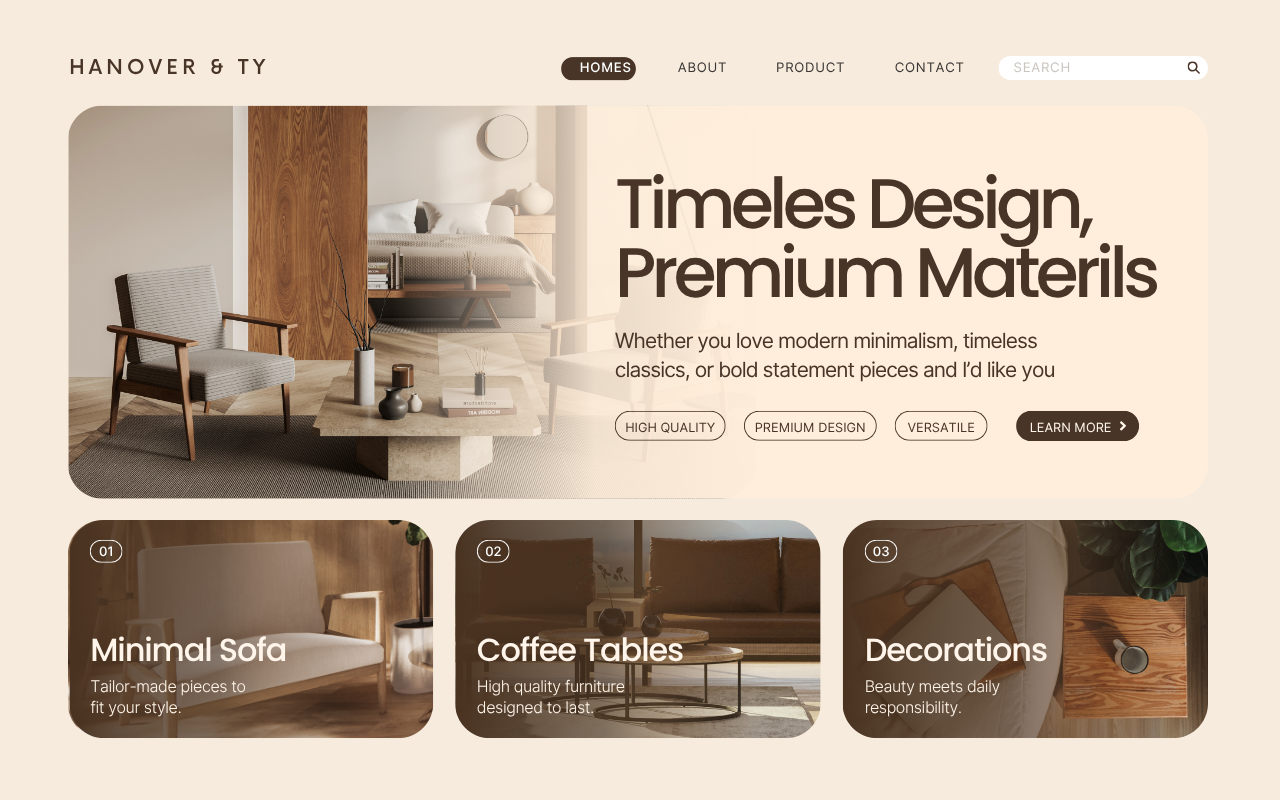 HANOVER & TY
HOMES
ABOUT
PRODUCT
CONTACT
SEARCH
Timeles Design,
Premium Materils
Whether you love modern minimalism, timeless
classics, or bold statement pieces and I’d like you
HIGH QUALITY
PREMIUM DESIGN
VERSATILE
LEARN MORE
01
Minimal Sofa
Tailor-made pieces to
fit your style.
02
Coffee Tables
High quality furniture
designed to last.
03
Decorations
Beauty meets daily
responsibility.